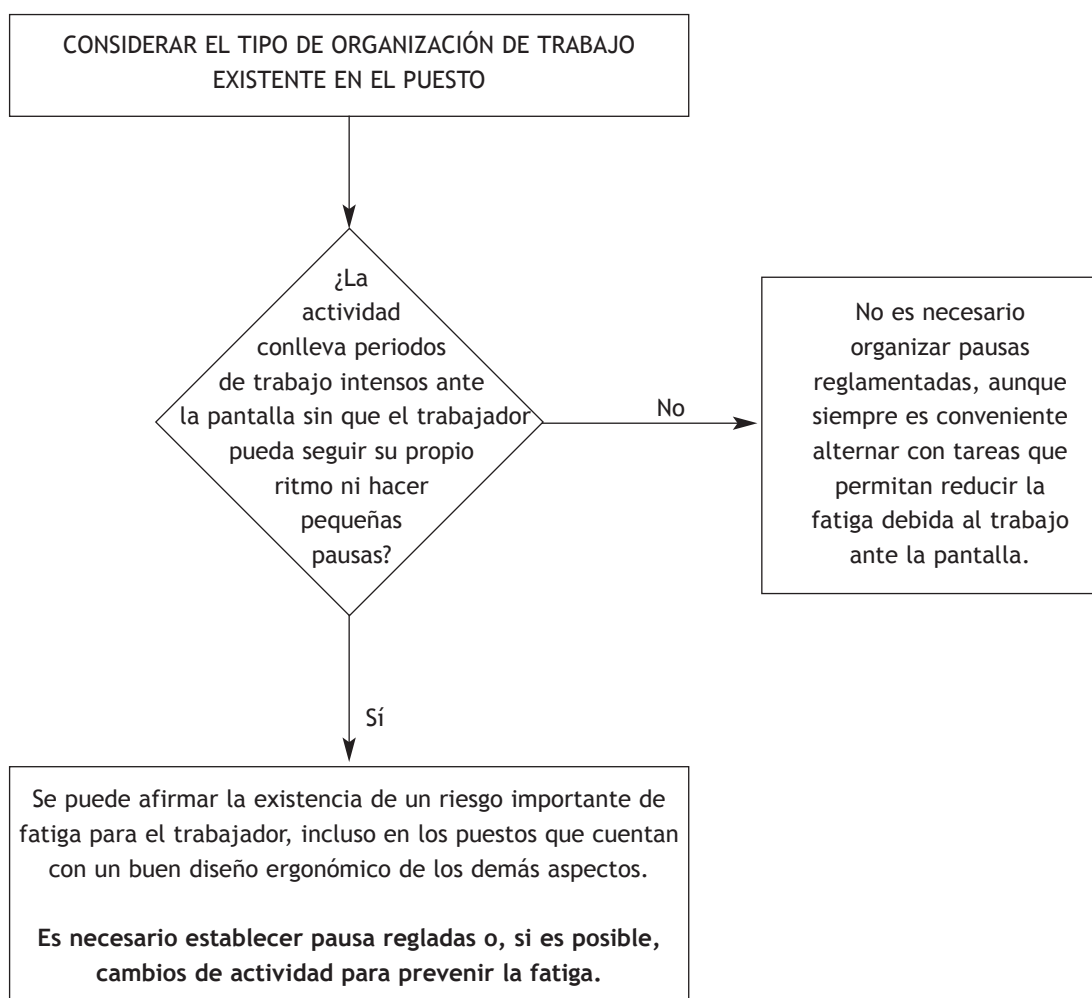 CONSIDERAR EL TIPO DE ORGANIZACIÓN DE TRABAJO
EXISTENTE EN EL PUESTO
¿La
actividad
conlleva periodos
de trabajo intensos ante
la pantalla sin que el trabajador
pueda seguir su propio
ritmo ni hacer
pequeñas
pausas?
No
No es necesario
organizar pausas
reglamentadas, aunque
siempre es conveniente
alternar con tareas que
permitan reducir la
fatiga debida al trabajo
ante la pantalla.
Sí
Se puede afirmar la existencia de un riesgo importante de
fatiga para el trabajador, incluso en los puestos que cuentan
con un buen diseño ergonómico de los demás aspectos.
Es necesario establecer pausa regladas o, si es posible,
cambios de actividad para prevenir la fatiga.